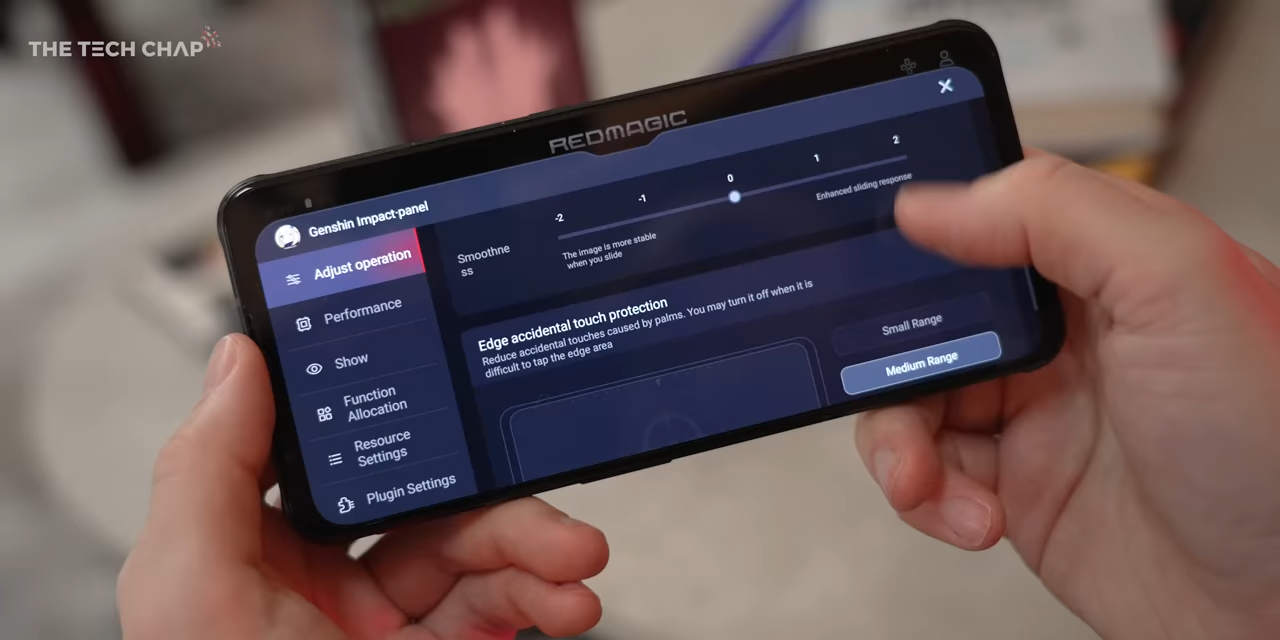 THE TECH CHAP
REDMAGIC
Genshin Impact·panel
Adjust operation
Performance
Show
Function
Allocation
Resource
Settings
Plugin Settings
-2
-1
0
1
2
Smoothne
ss
The image is more stable
when you slide
Enhanced sliding response
Edge accidental touch protection
Reduce accidental touches caused by palms. You may turn it off when it is
difficult to tap the edge area
Small Range
Medium Range